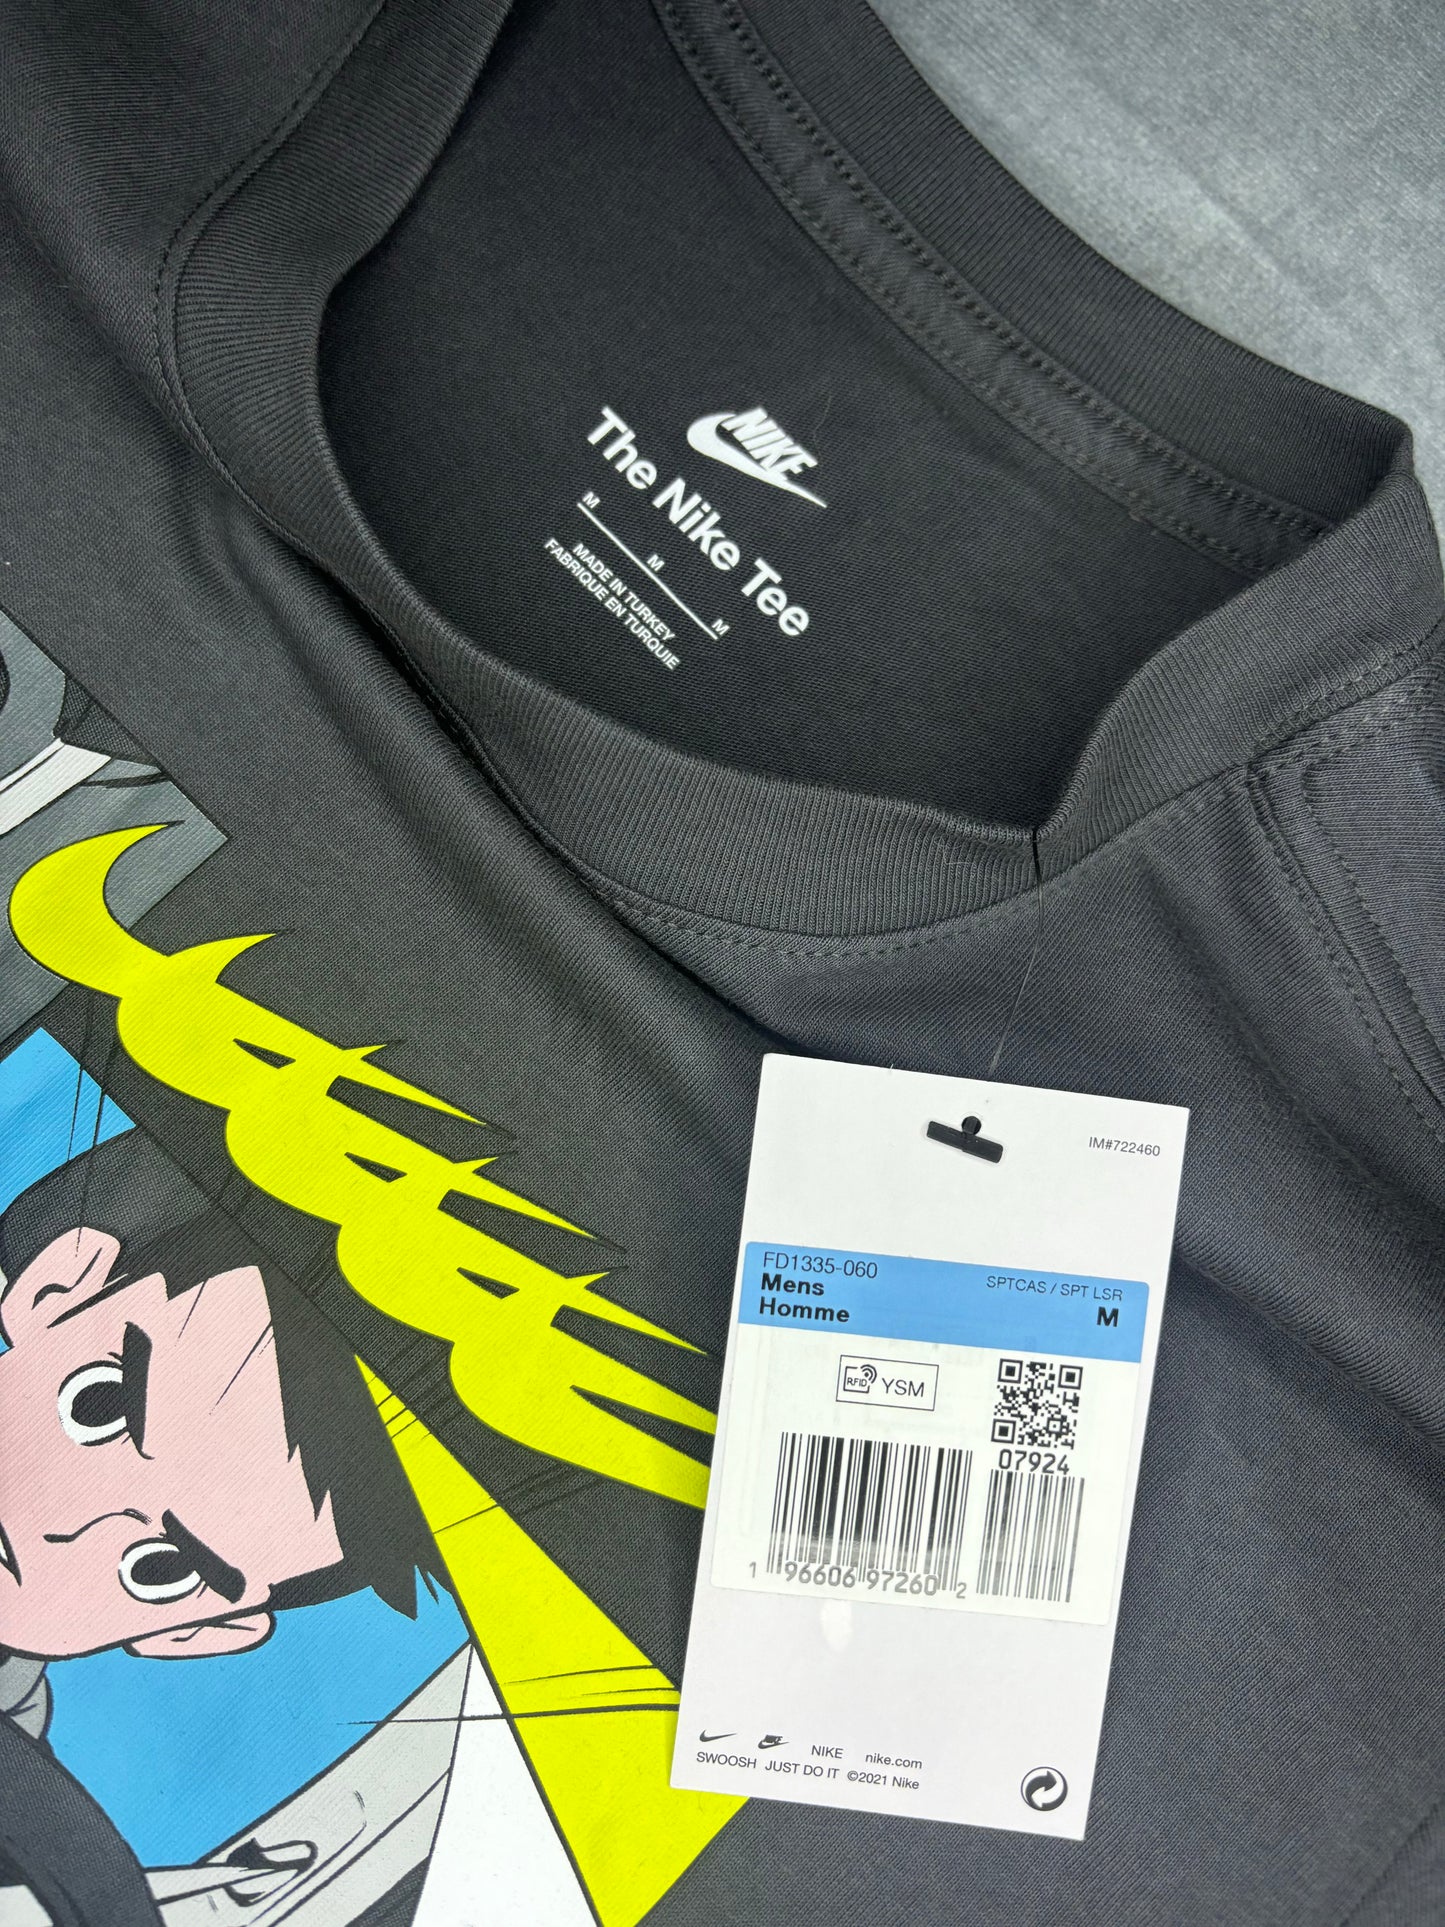 NIKE
The Nike Tee
M M M
MADE IN TURKEY
FABRIQUE EN TURQUIE
IM#722460
FD1335-060
SPTCAS / SPT LSR
Mens
Homme
M
RFID YSM
07924
1 96606 97260 2
NIKE nike.com
SWOOSH JUST DO IT ©2021 Nike